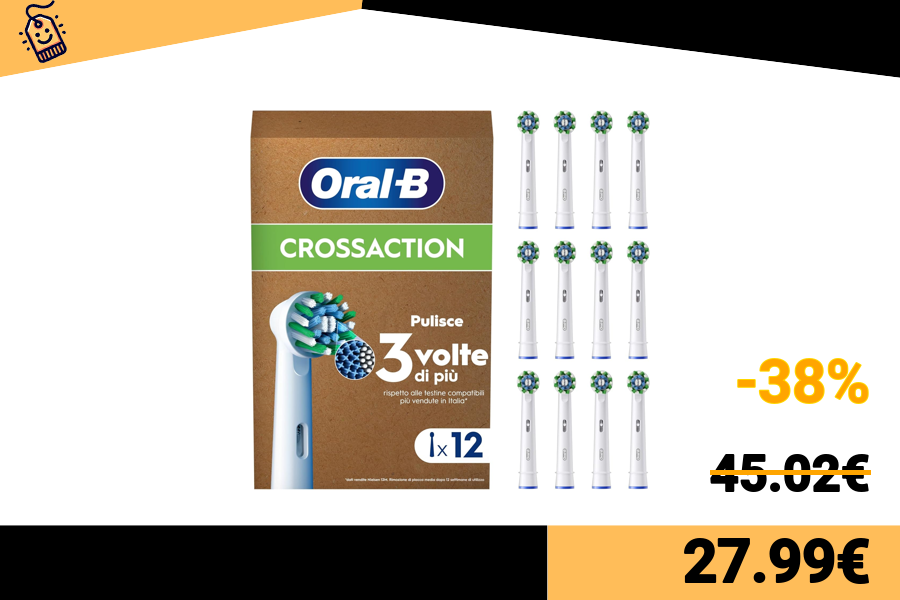 Oral-B
CROSSACTION
Pulisce
3 volte
di più
rispetto alle testine compatibili
più vendute in Italia*
x12
-38%
45.02€
27.99€